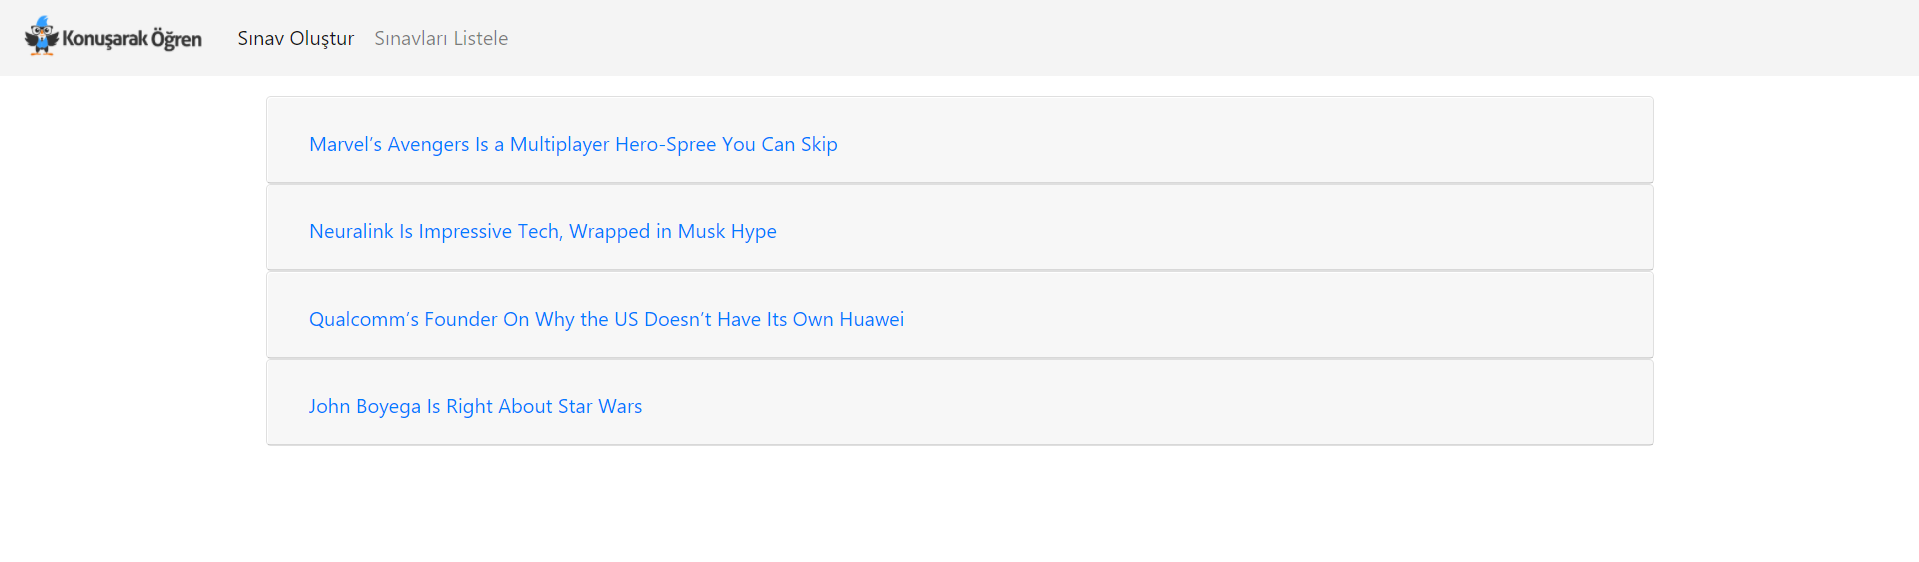 Konuşarak Öğren Sınav Oluştur Sınavları Listele
Marvel’s Avengers Is a Multiplayer Hero-Spree You Can Skip
Neuralink Is Impressive Tech, Wrapped in Musk Hype
Qualcomm’s Founder On Why the US Doesn’t Have Its Own Huawei
John Boyega Is Right About Star Wars